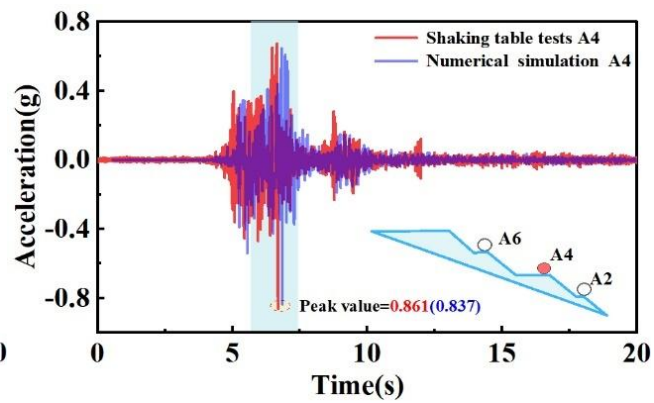 0.8
0.4
0.0
-0.4
-0.8
Acceleration(g)
Shaking table tests A4
Numerical simulation A4
A6
A4
A2
Peak value=0.861(0.837)
0
0 5 10 15 20
Time(s)